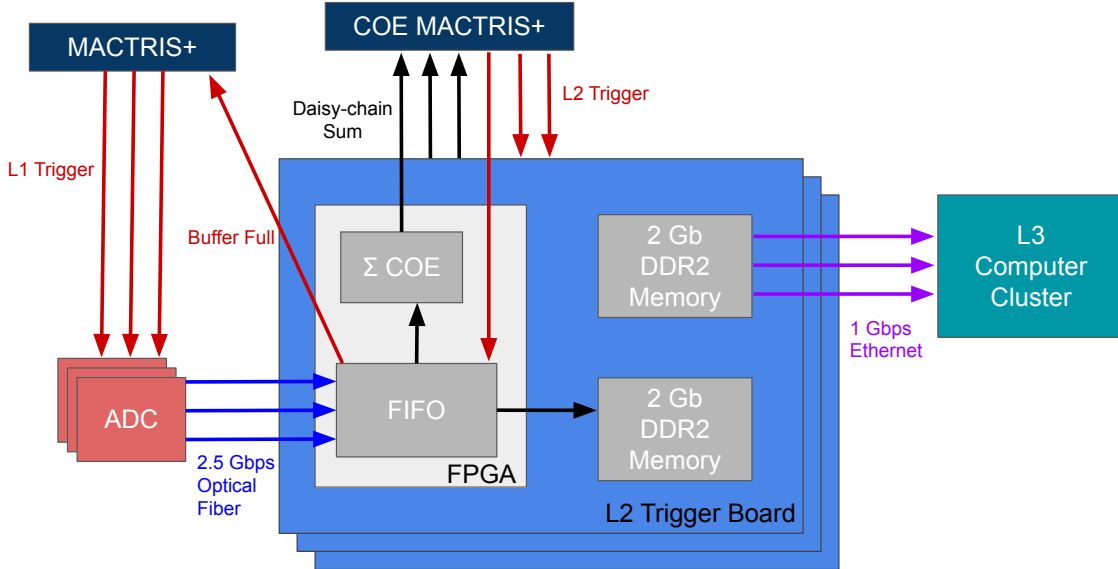 MACTRIS+
COE MACTRIS+
Daisy-chain
Sum
L2 Trigger
L1 Trigger
Buffer Full
Σ COE
2 Gb
DDR2
Memory
L3
Computer
Cluster
1 Gbps
Ethernet
ADC
FIFO
2 Gb
DDR2
Memory
2.5 Gbps
Optical
Fiber
FPGA
L2 Trigger Board